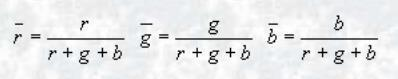 r̄ = r / (r + g + b) ḡ = g / (r + g + b) b̄ = b / (r + g + b)